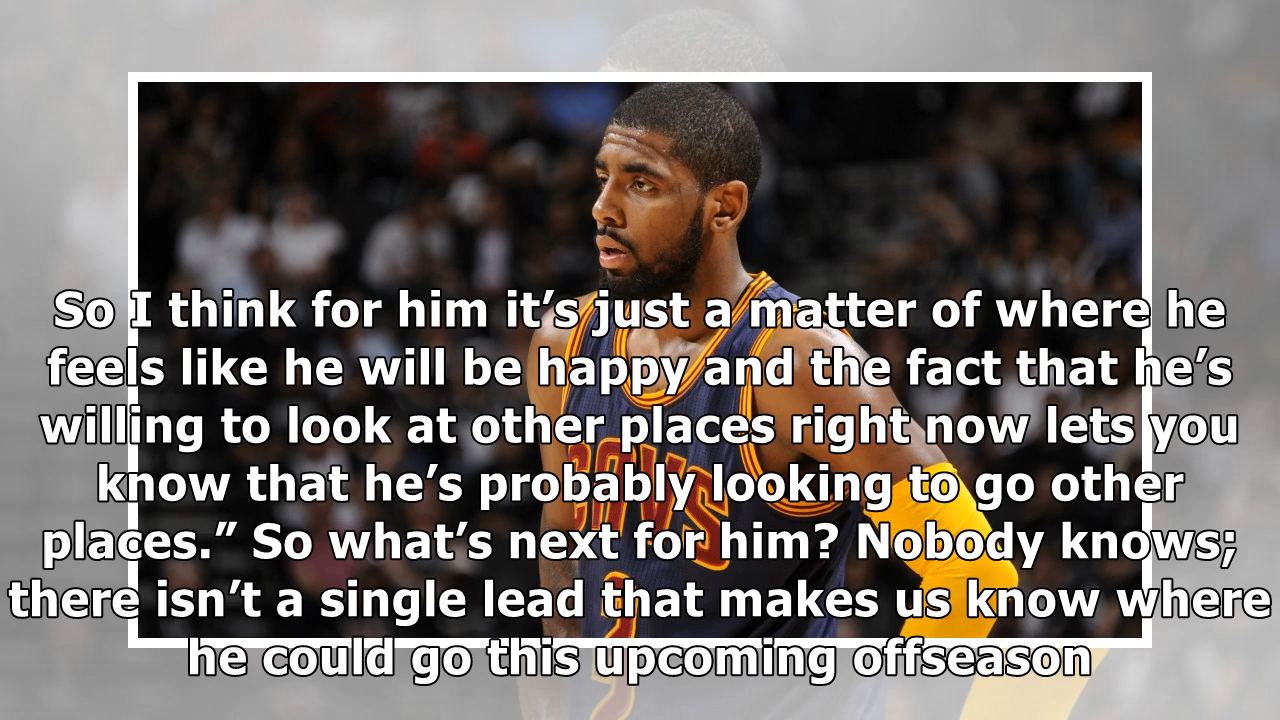 So I think for him it’s just a matter of where he
feels like he will be happy and the fact that he’s
willing to look at other places right now lets you
know that he’s probably looking to go other
places.” So what’s next for him? Nobody knows;
there isn’t a single lead that makes us know where
he could go this upcoming offseason
CAVS
2